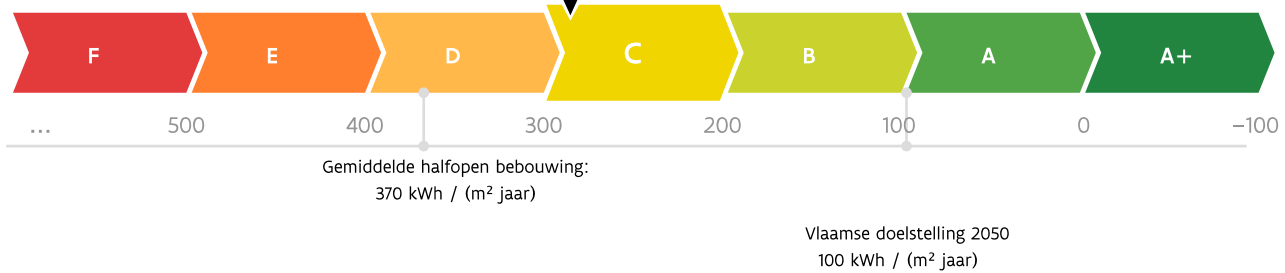 F E D C B A A+
... 500 400 300 200 100 0 −100
Gemiddelde halfopen bebouwing:
370 kWh / (m² jaar)
Vlaamse doelstelling 2050
100 kWh / (m² jaar)